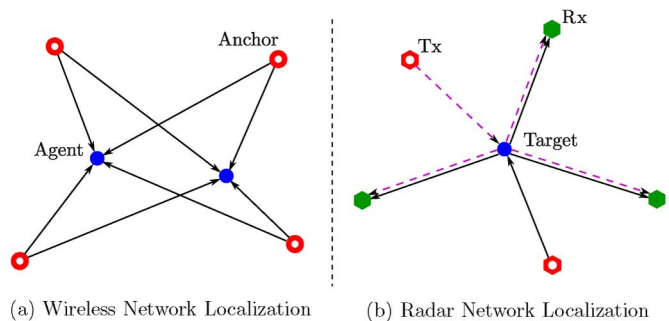 Anchor
Agent
(a) Wireless Network Localization
Tx
Rx
Target
(b) Radar Network Localization